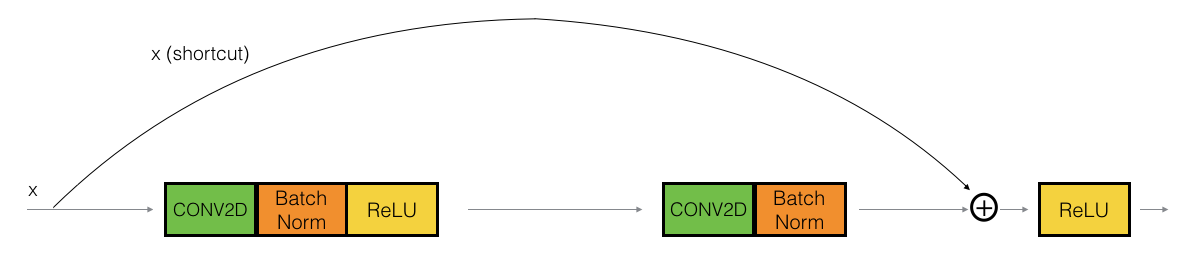 x (shortcut)
x
CONV2D
Batch
Norm
ReLU
CONV2D
Batch
Norm
ReLU